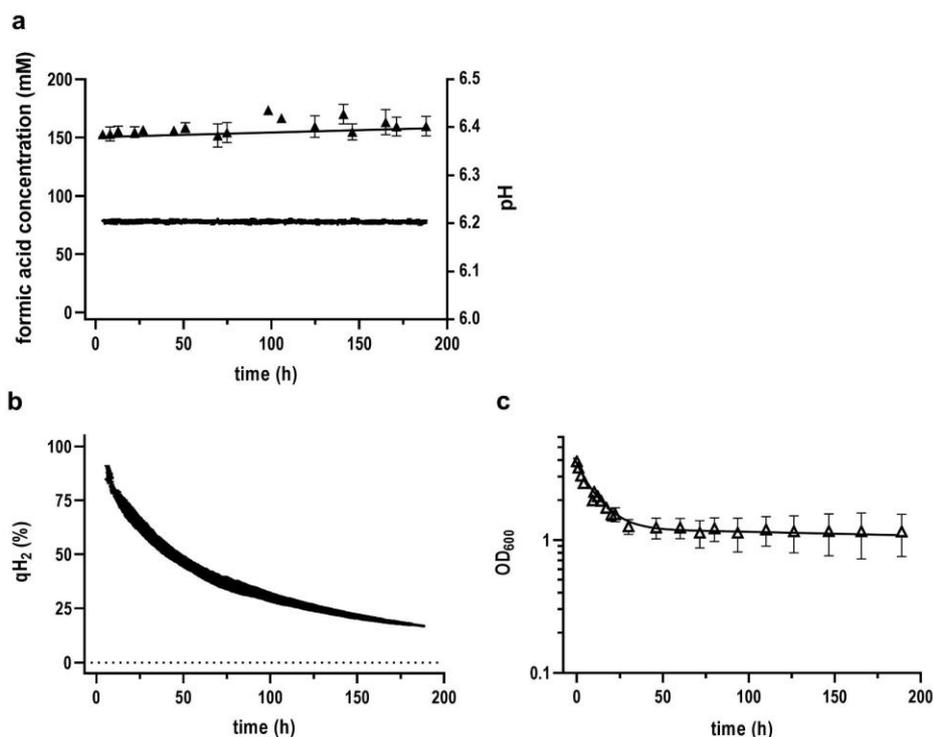 a
formic acid concentration (mM)
200
150
100
50
0
6.5
6.4
6.3
6.2
6.1
6.0
pH
0 50 100 150 200
time (h)
b
qH₂ (%)
100
75
50
25
0
0 50 100 150 200
time (h)
c
OD₆₀₀
1
0.1
0 50 100 150 200
time (h)